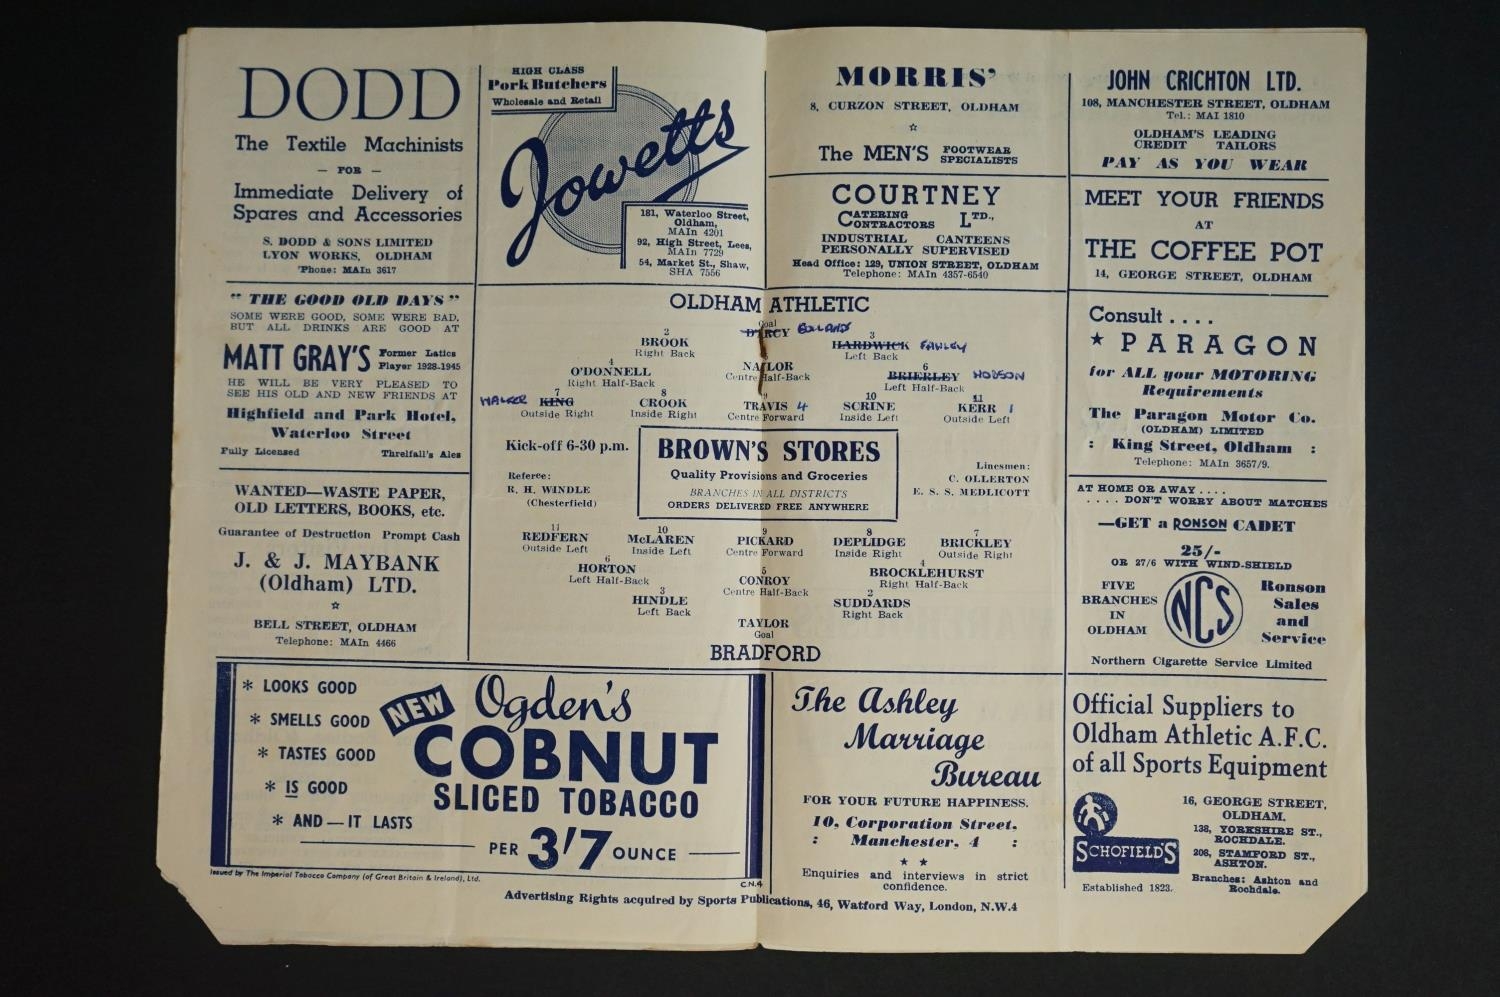 DODD
The Textile Machinists
— FOR —
Immediate Delivery of
Spares and Accessories
S. DODD & SONS LIMITED
LYON WORKS, OLDHAM
'Phone: MAIn 3617
HIGH CLASS
Pork Butchers
Wholesale and Retail
Jowetts
181, Waterloo Street,
Oldham,
MAIn 4201
92, High Street, Lees,
MAIn 7729
54, Market St., Shaw,
SHA 7556
MORRIS'
8, CURZON STREET, OLDHAM
☆
The MEN'S FOOTWEAR
SPECIALISTS
COURTNEY
CATERING
CONTRACTORS LTD.,
INDUSTRIAL CANTEENS
PERSONALLY SUPERVISED
Head Office: 129, UNION STREET, OLDHAM
Telephone: MAIn 4357-6540
JOHN CRICHTON LTD.
108, MANCHESTER STREET, OLDHAM
Tel.: MAI 1810
OLDHAM'S LEADING
CREDIT TAILORS
PAY AS YOU WEAR
MEET YOUR FRIENDS
AT
THE COFFEE POT
14, GEORGE STREET, OLDHAM
" THE GOOD OLD DAYS "
SOME WERE GOOD, SOME WERE BAD,
BUT ALL DRINKS ARE GOOD AT
MATT GRAY'S Former Latics
Player 1928-1945
HE WILL BE VERY PLEASED TO
SEE HIS OLD AND NEW FRIENDS AT
Highfield and Park Hotel,
Waterloo Street
Fully Licensed Threlfall's Ales
OLDHAM ATHLETIC
Goal
D'ARCY
2
BROOK
Right Back
3
HARDWICK FAWLEY
Left Back
4
O'DONNELL
Right Half-Back
NAYLOR
Centre Half-Back
6
BRIERLEY HOBSON
Left Half-Back
7
WALKER KING
Outside Right
8
CROOK
Inside Right
9
TRAVIS 4
Centre Forward
10
SCRINE
Inside Left
11
KERR 1
Outside Left
Kick-off 6-30 p.m.
Referee:
R. H. WINDLE
(Chesterfield)
BROWN'S STORES
Quality Provisions and Groceries
BRANCHES IN ALL DISTRICTS
ORDERS DELIVERED FREE ANYWHERE
Linesmen:
C. OLLERTON
E. S. S. MEDLICOTT
11
REDFERN
Outside Left
10
McLAREN
Inside Left
9
PICKARD
Centre Forward
8
DEPLIDGE
Inside Right
7
BRICKLEY
Outside Right
6
HORTON
Left Half-Back
5
CONROY
Centre Half-Back
4
BROCKLEHURST
Right Half-Back
3
HINDLE
Left Back
2
SUDDARDS
Right Back
TAYLOR
Goal
BRADFORD
Consult . . . .
★ PARAGON
for ALL your MOTORING
Requirements
The Paragon Motor Co.
(OLDHAM) LIMITED
: King Street, Oldham :
Telephone: MAIn 3657/9.
WANTED—WASTE PAPER,
OLD LETTERS, BOOKS, etc.
Guarantee of Destruction Prompt Cash
J. & J. MAYBANK
(Oldham) LTD.
☆
BELL STREET, OLDHAM
Telephone: MAIn 4466
AT HOME OR AWAY . . . .
. . . . DON'T WORRY ABOUT MATCHES
—GET a RONSON CADET
25/-
OR 27/6 WITH WIND-SHIELD
FIVE
BRANCHES
IN
OLDHAM
NCS
Ronson
Sales
and
Service
Northern Cigarette Service Limited
* LOOKS GOOD
* SMELLS GOOD
* TASTES GOOD
* IS GOOD
* AND — IT LASTS
NEW Ogden's
COBNUT
SLICED TOBACCO
PER 3'7 OUNCE
Issued by The Imperial Tobacco Company (of Great Britain & Ireland), Ltd.
C.N.4
The Ashley
Marriage
Bureau
FOR YOUR FUTURE HAPPINESS.
10, Corporation Street,
: Manchester, 4 :
★ ★
Enquiries and interviews in strict
confidence.
Official Suppliers to
Oldham Athletic A.F.C.
of all Sports Equipment
SCHOFIELD'S
Established 1823.
16, GEORGE STREET,
OLDHAM.
138, YORKSHIRE ST.,
ROCHDALE.
208, STAMFORD ST.,
ASHTON.
Branches: Ashton and
Rochdale.
Advertising Rights acquired by Sports Publications, 46, Watford Way, London, N.W.4